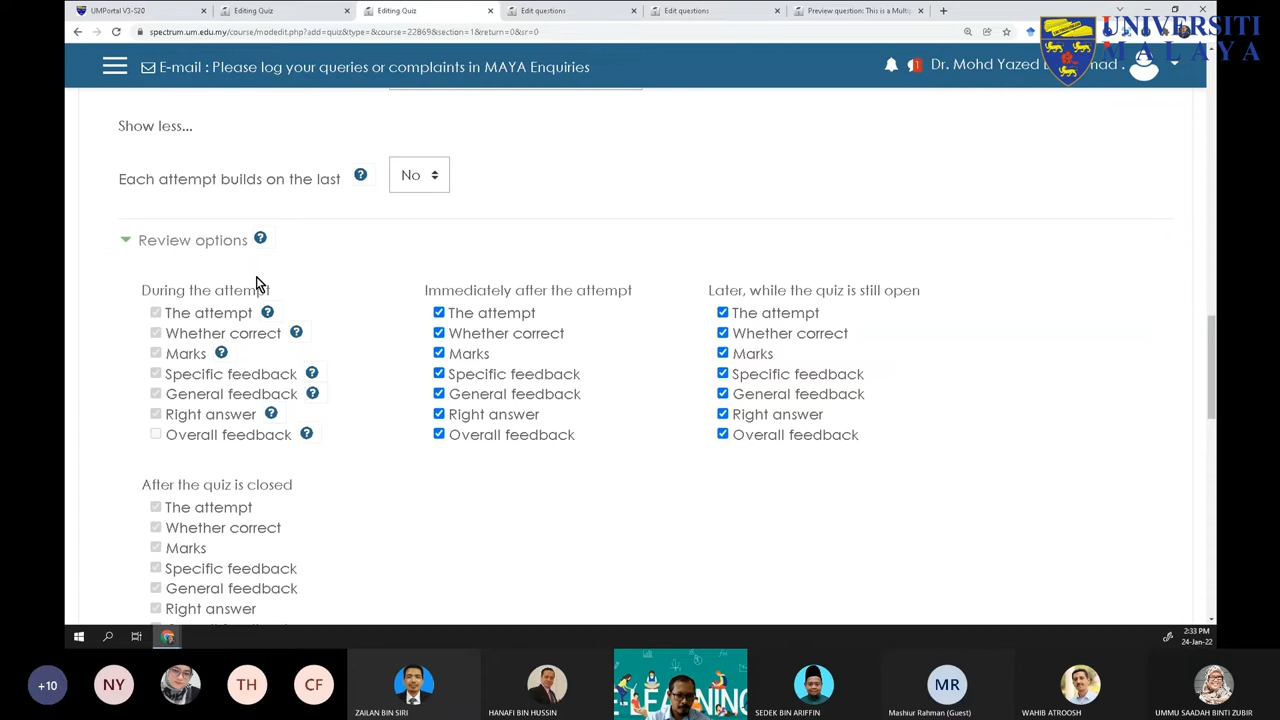 UMPortal V3-S20
Editing Quiz
Editing Quiz
Edit questions
Edit questions
Preview question: This is a Multi
spectrum.um.edu.my/course/modedit.php?add=quiz&type=&course=22869&section=1&return=0&sr=0
UNIVERSITI
MALAYA
E-mail : Please log your queries or complaints in MAYA Enquiries
Dr. Mohd Yazed
Show less...
Each attempt builds on the last
No
Review options
During the attempt
The attempt
Whether correct
Marks
Specific feedback
General feedback
Right answer
Overall feedback
Immediately after the attempt
The attempt
Whether correct
Marks
Specific feedback
General feedback
Right answer
Overall feedback
Later, while the quiz is still open
The attempt
Whether correct
Marks
Specific feedback
General feedback
Right answer
Overall feedback
After the quiz is closed
The attempt
Whether correct
Marks
Specific feedback
General feedback
Right answer
2:33 PM
24-Jan-22
+10
NY
TH
CF
ZAILAN BIN SIRI
HANAFI BIN HUSSIN
SEDEK BIN ARIFFIN
MR
Mashiur Rahman (Guest)
WAHIB ATROOSH
UMMU SAADAH BINTI ZUBIR